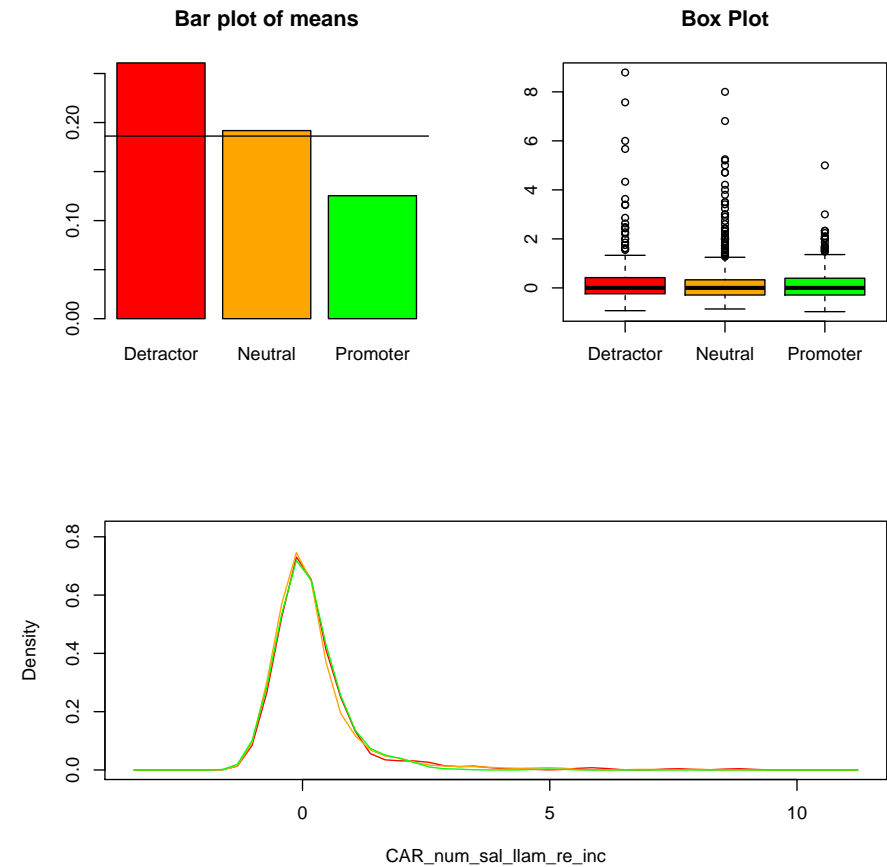 Bar plot of means
0.00
0.10
0.20
Detractor Neutral Promoter
Box Plot
0
2
4
6
8
Detractor Neutral Promoter
Density
0.0
0.2
0.4
0.6
0.8
0 5 10
CAR_num_sal_llam_re_inc